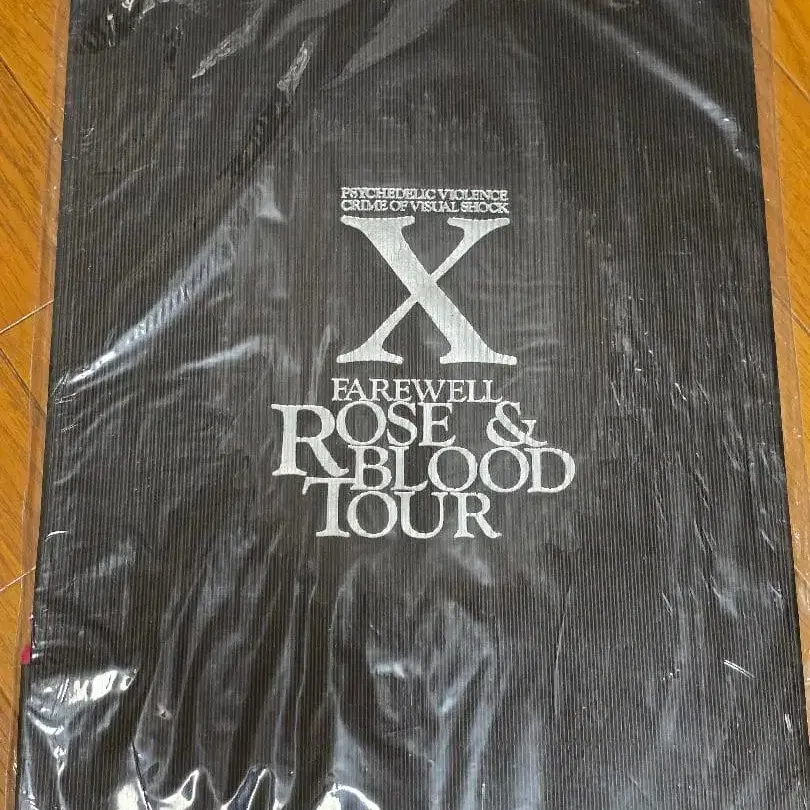 PSYCHEDELIC VIOLENCE
CRIME OF VISUAL SHOCK
X
FAREWELL
ROSE &
BLOOD
TOUR